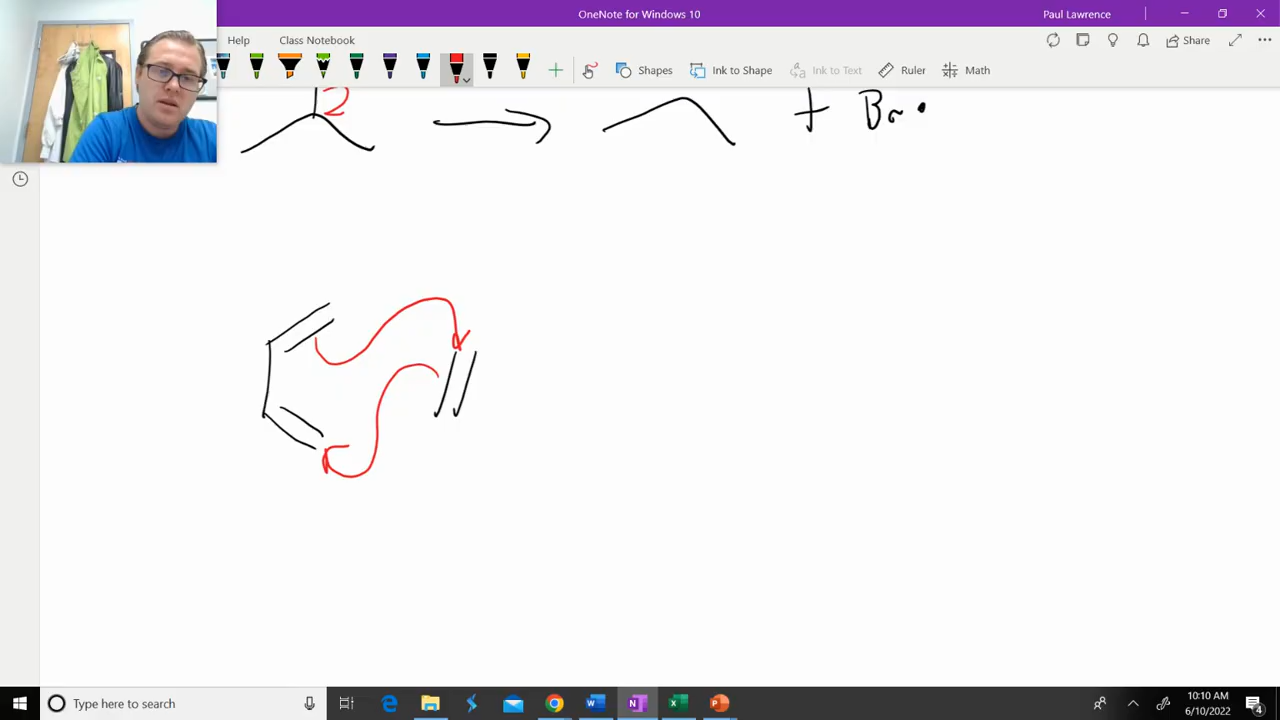 OneNote for Windows 10
Paul Lawrence
Help
Class Notebook
Shapes
Ink to Shape
Ink to Text
Ruler
Math
Share
2
+ Br •
Type here to search
10:10 AM
6/10/2022
4